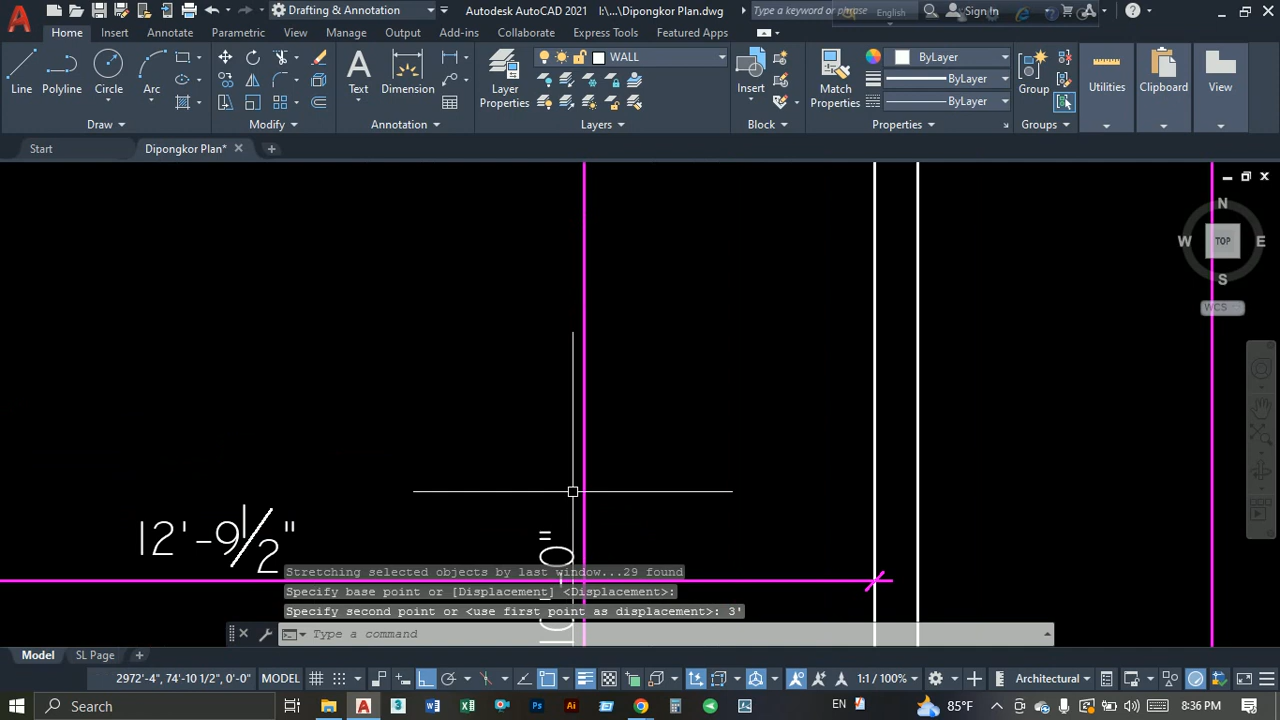 Drafting & Annotation
Autodesk AutoCAD 2021
I:\...\Dipongkor Plan.dwg
Type a keyword or phrase
English
Sign In
Home
Insert
Annotate
Parametric
View
Manage
Output
Add-ins
Collaborate
Express Tools
Featured Apps
Line
Polyline
Circle
Arc
Text
Dimension
Layer
Properties
WALL
Insert
Match
Properties
ByLayer
ByLayer
ByLayer
Group
Utilities
Clipboard
View
Draw
Modify
Annotation
Layers
Block
Properties
Groups
Start
Dipongkor Plan*
N
W
TOP
E
S
WCS
12'-9 1/2"
Stretching selected objects by last window...29 found
Specify base point or [Displacement] <Displacement>:
Specify second point or <use first point as displacement>: 3'
Type a command
Model
SL Page
2972'-4", 74'-10 1/2", 0'-0"
MODEL
1:1 / 100%
Architectural
Search
85°F
EN
8:36 PM